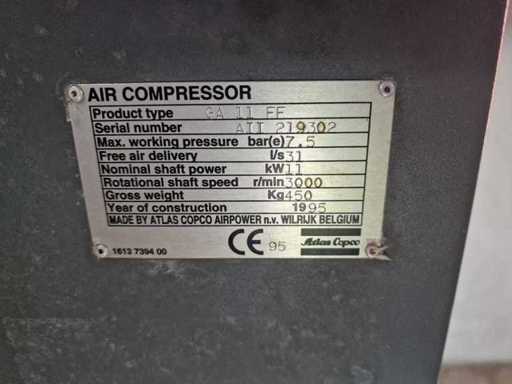 AIR COMPRESSOR
Product type GA 11 FF
Serial number AII 219302
Max. working pressure bar(e) 7.5
Free air delivery l/s 31
Nominal shaft power kW 11
Rotational shaft speed r/min 3000
Gross weight Kg 450
Year of construction 1995
MADE BY ATLAS COPCO AIRPOWER n.v. WILRIJK BELGIUM
1613 7394 00 CE 95 Atlas Copco